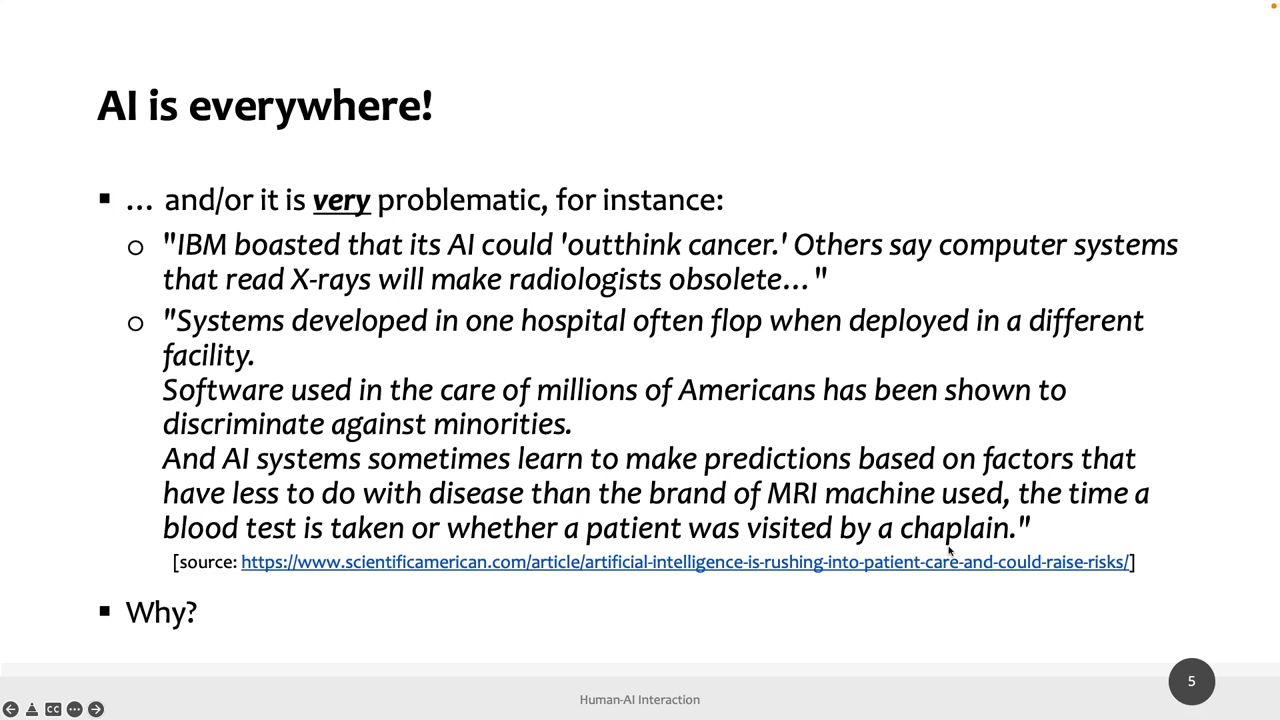 AI is everywhere!
▪ … and/or it is very problematic, for instance:
o "IBM boasted that its AI could 'outthink cancer.' Others say computer systems
that read X-rays will make radiologists obsolete…"
o "Systems developed in one hospital often flop when deployed in a different
facility.
Software used in the care of millions of Americans has been shown to
discriminate against minorities.
And AI systems sometimes learn to make predictions based on factors that
have less to do with disease than the brand of MRI machine used, the time a
blood test is taken or whether a patient was visited by a chaplain."
[source: https://www.scientificamerican.com/article/artificial-intelligence-is-rushing-into-patient-care-and-could-raise-risks/]
▪ Why?
5
Human-AI Interaction
CC